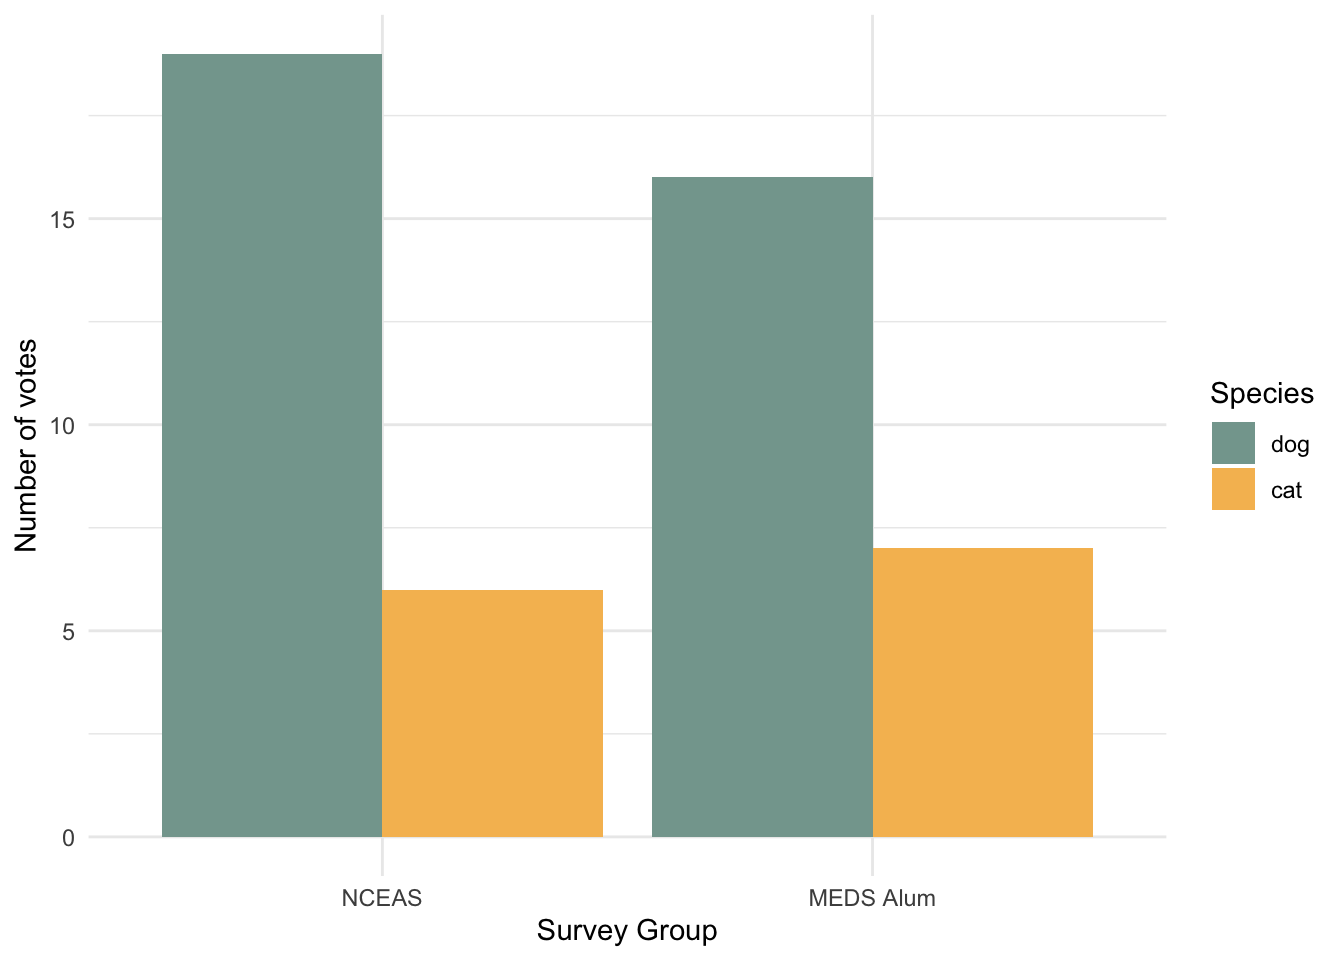 15
10
5
0
Number of votes
NCEAS
MEDS Alum
Survey Group
Species
dog
cat